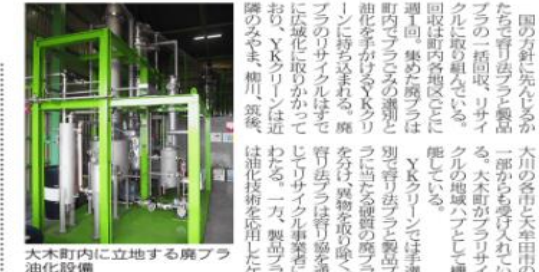 国の方針に先んじるか
たちで容リプラと製品
プラの一括回収、リサイ
クルに取り組んでいる。
回収は町内各地区ごとに
週1回。集めた廃プラは
町内でプラごみの選別と
油化を手がけるYKクリ
ーンに持ち込まれる。廃
プラのリサイクルはすで
に広域化に取りかかって
おり、YKクリーンは近
隣のみやま、柳川、筑後、
大川の各市と大牟田市の
一部からも受け入れてい
る。大木町がプラリサイ
クルの地域ハブとして機
能している。
YKクリーンでは手選
別で容リプラと製品プ
ラに当たる硬質の廃プラ
を分け、異物を取り除く。
容リプラは容リ協を通
じてリサイクル事業者に
わたる。一方、製品プ
は油化技術を応用したケ
大木町内に立地する廃プラ
油化設備